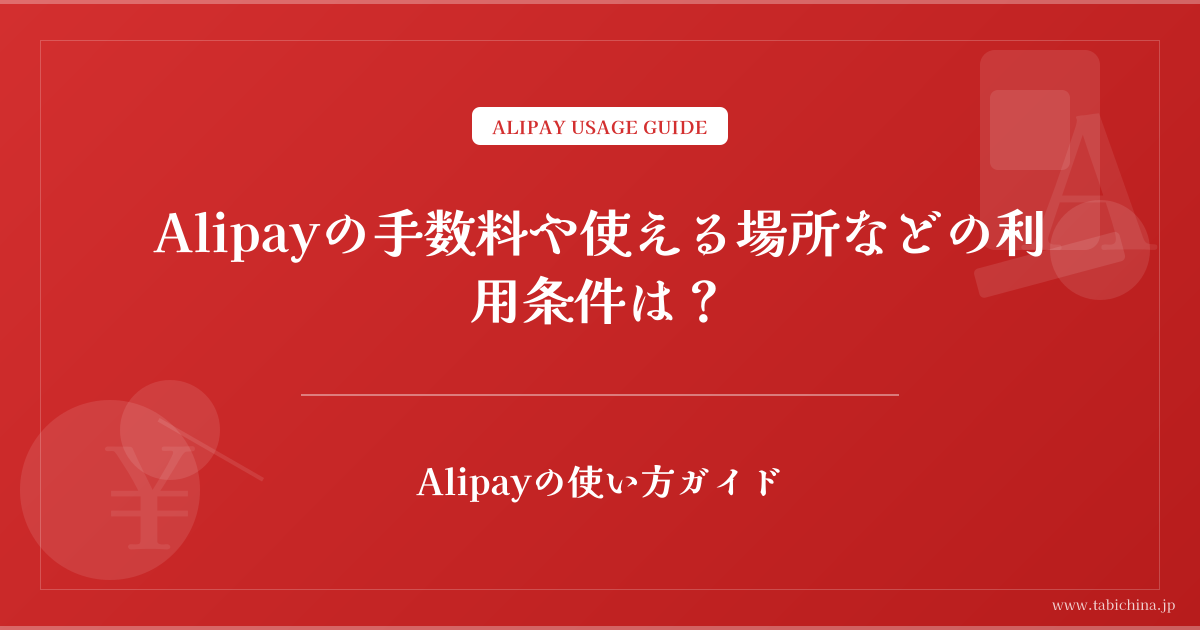 ALIPAY USAGE GUIDE
Alipayの手数料や使える場所などの利
用条件は？
Alipayの使い方ガイド
A
¥
www.tabichina.jp